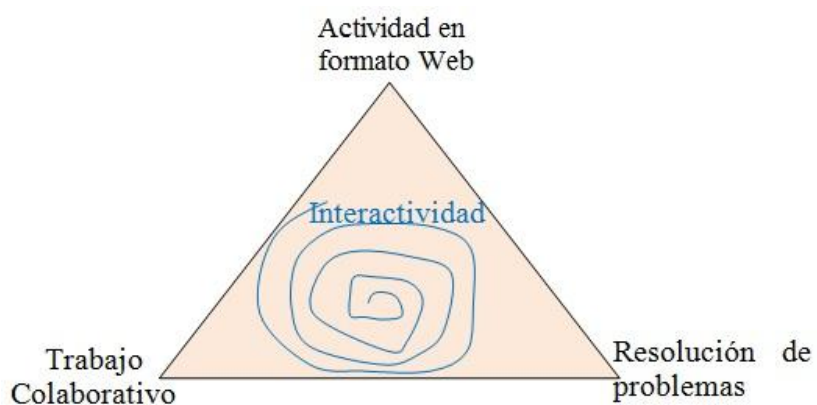 Actividad en
formato Web
Interactividad
Trabajo
Colaborativo
Resolución de
problemas